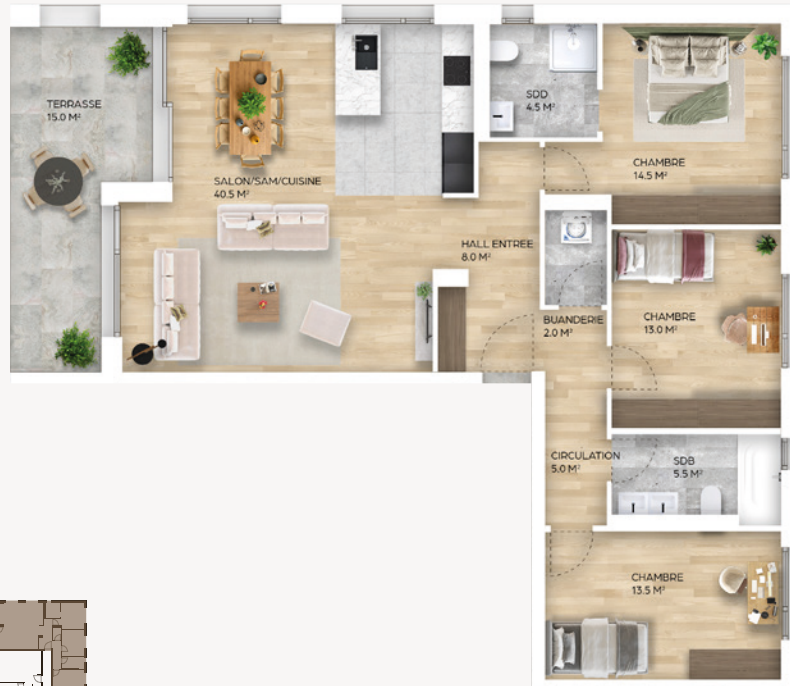 TERRASSE
15.0 M²
SALON/SAM/CUISINE
40.5 M²
SDD
4.5 M²
CHAMBRE
14.5 M²
HALL ENTREE
8.0 M²
BUANDERIE
2.0 M²
CHAMBRE
13.0 M²
CIRCULATION
5.0 M²
SDB
5.5 M²
CHAMBRE
13.5 M²